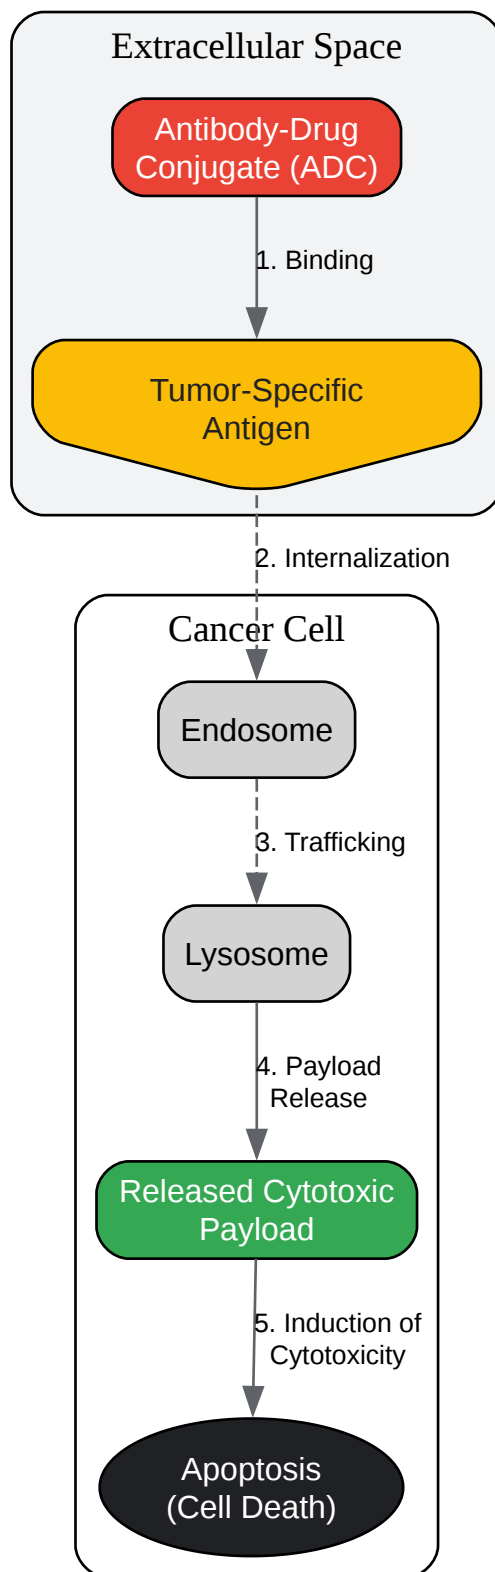 Extracellular Space
Antibody-Drug
Conjugate (ADC)
1. Binding
Tumor-Specific
Antigen
2. Internalization
Cancer Cell
Endosome
3. Trafficking
Lysosome
4. Payload
Release
Released Cytotoxic
Payload
5. Induction of
Cytotoxicity
Apoptosis
(Cell Death)